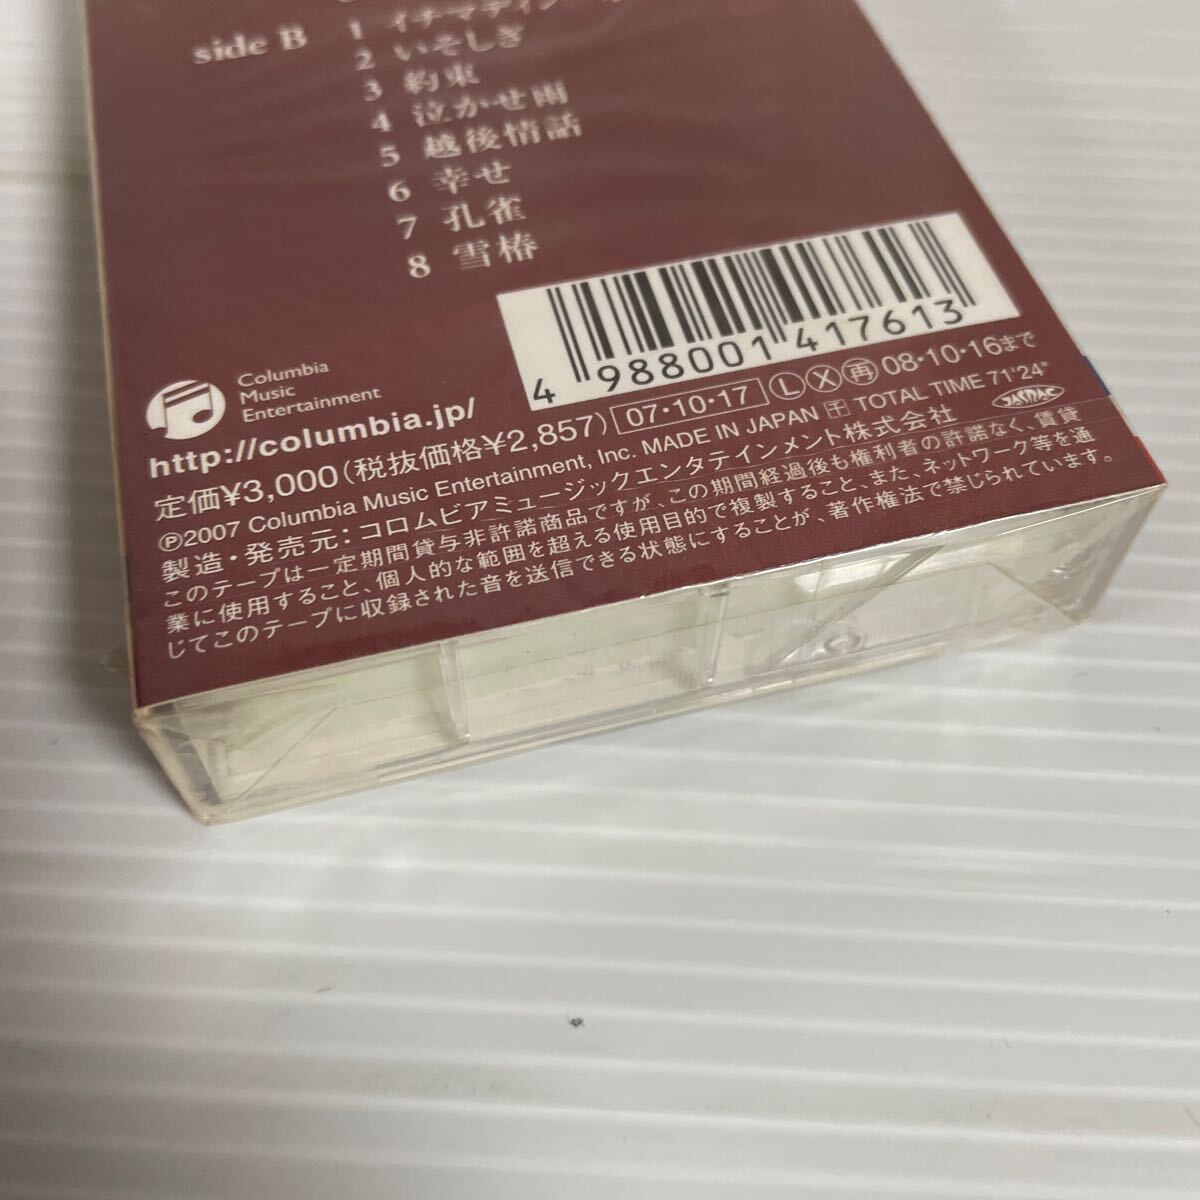 side B
1 イチマディン
2 いそしぎ
3 約束
4 泣かせ雨
5 越後情話
6 幸せ
7 孔雀
8 雪椿
4 988001 417613
Columbia
Music
Entertainment
http://columbia.jp/
定価¥3,000(税抜価格¥2,857) 07・10・17 Ⓛ Ⓧ ㊢ 08・10・16まで
Ⓟ2007 Columbia Music Entertainment, Inc. MADE IN JAPAN 干 TOTAL TIME 71'24"
製造・発売元：コロムビアミュージックエンタテインメント株式会社
JASRAC
このテープは一定期間貸与非許諾商品ですが、この期間経過後も権利者の許諾なく、賃貸
業に使用すること、個人的な範囲を超える使用目的で複製すること、また、ネットワーク等を通
じてこのテープに収録された音を送信できる状態にすることが、著作権法で禁じられています。